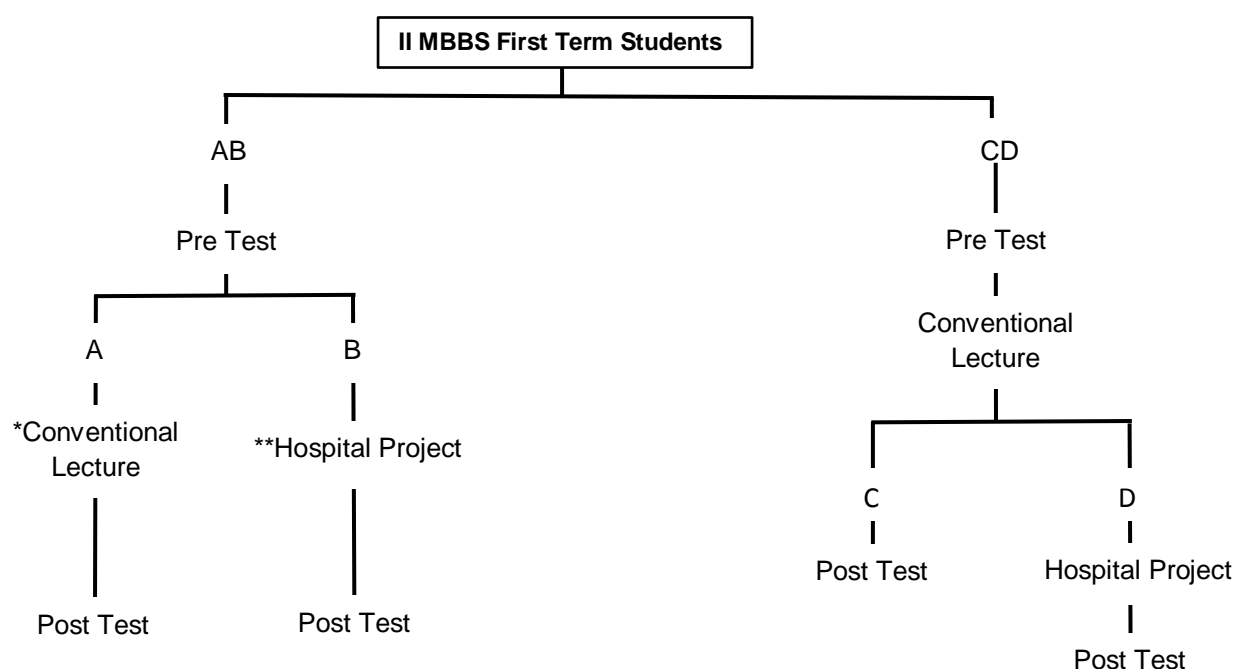 II MBBS First Term Students
AB
CD
Pre Test
Pre Test
A
B
Conventional
Lecture
*Conventional
Lecture
**Hospital Project
C
D
Post Test
Hospital Project
Post Test
Post Test
Post Test